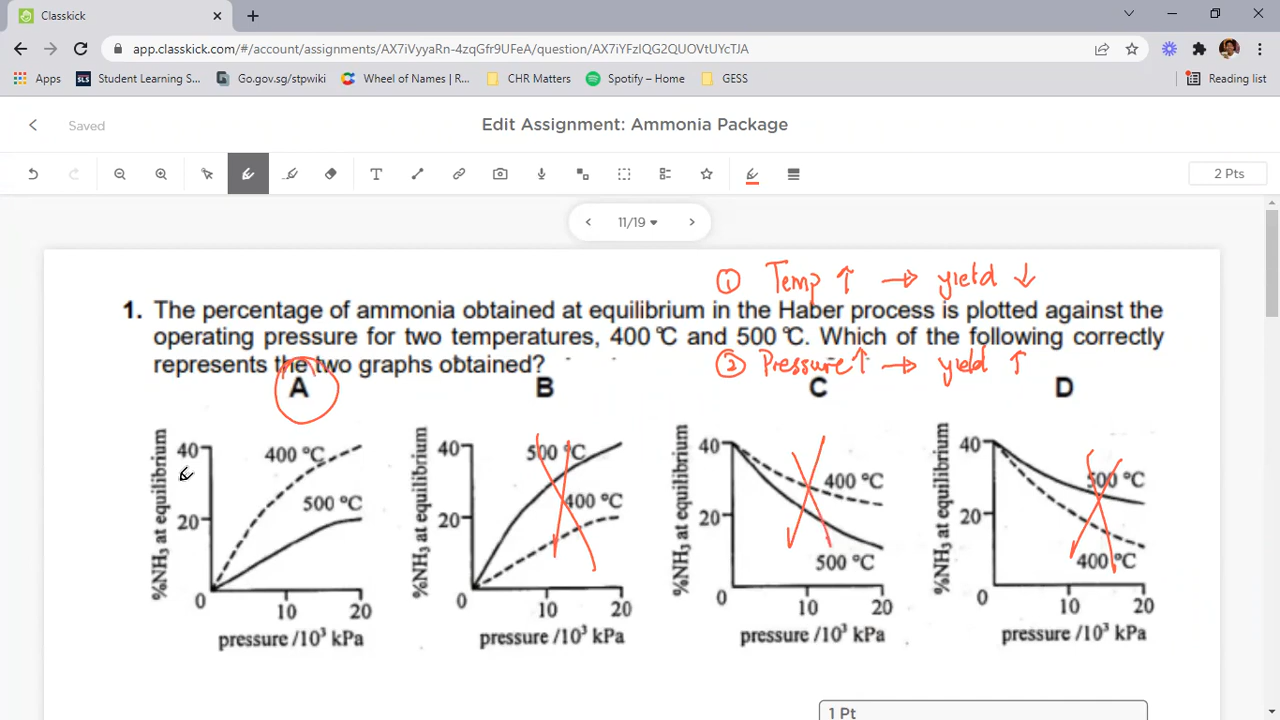 Classkick
app.classkick.com/#/account/assignments/AX7iVyyaRn-4zqGfr9UFeA/question/AX7iYFzIQG2QUOVtUYcTJA
Apps Student Learning S... Go.gov.sg/stpwiki Wheel of Names | R... CHR Matters Spotify – Home GESS Reading list
Saved Edit Assignment: Ammonia Package
T 2 Pts
11/19
① Temp ↑ → yield ↓
1. The percentage of ammonia obtained at equilibrium in the Haber process is plotted against the
operating pressure for two temperatures, 400 °C and 500 °C. Which of the following correctly
represents the two graphs obtained?
② Pressure ↑ → yield ↑
A B C D
%NH₃ at equilibrium
40
20
0
400 °C
500 °C
10 20
pressure /10³ kPa
%NH₃ at equilibrium
40
20
0
500 °C
400 °C
10 20
pressure /10³ kPa
%NH₃ at equilibrium
40
20
0
400 °C
500 °C
10 20
pressure /10³ kPa
%NH₃ at equilibrium
40
20
0
500 °C
400 °C
10 20
pressure /10³ kPa
1 Pt